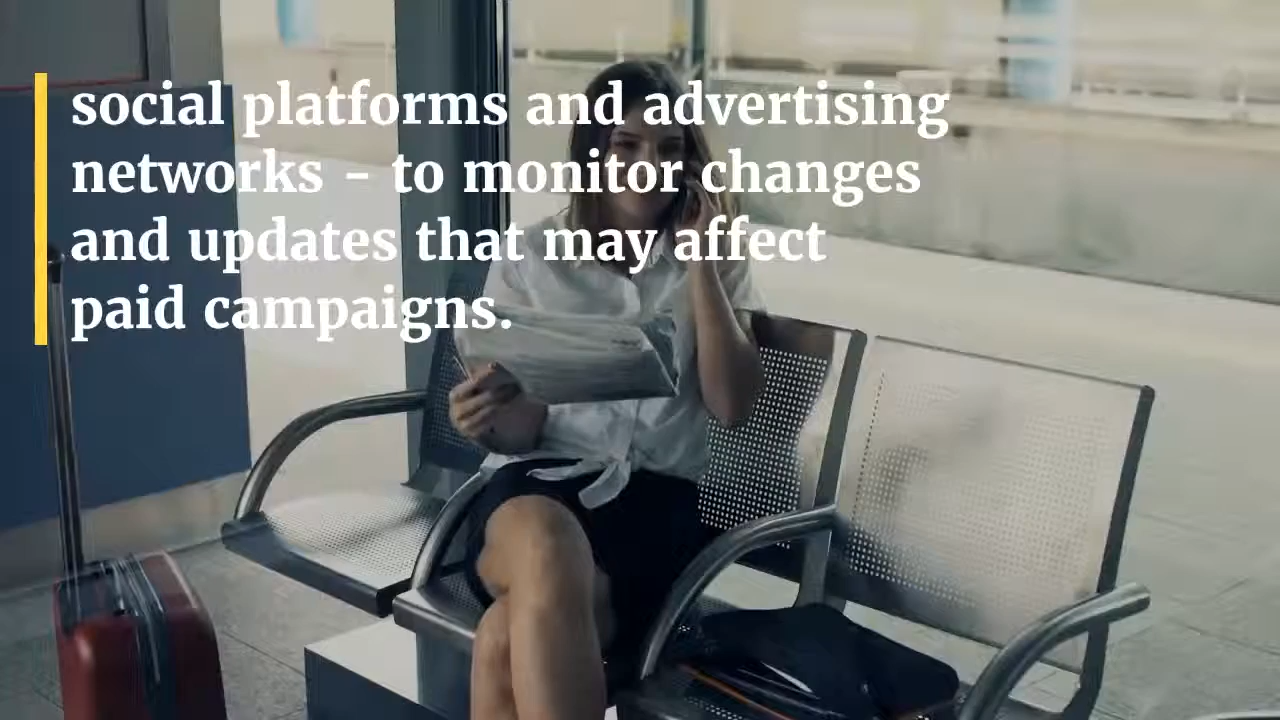 social platforms and advertising
networks - to monitor changes
and updates that may affect
paid campaigns.